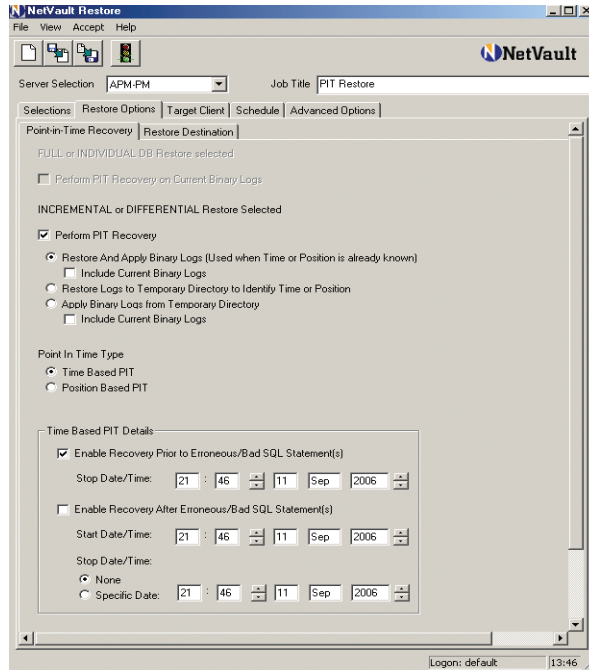 NetVault Restore
File View Accept Help
NetVault
Server Selection APM-PM Job Title PIT Restore
Selections Restore Options Target Client Schedule Advanced Options
Point-in-Time Recovery Restore Destination
FULL or INDIVIDUAL DB Restore selected
Perform PIT Recovery on Current Binary Logs
INCREMENTAL or DIFFERENTIAL Restore Selected
Perform PIT Recovery
Restore And Apply Binary Logs (Used when Time or Position is already known)
Include Current Binary Logs
Restore Logs to Temporary Directory to Identify Time or Position
Apply Binary Logs from Temporary Directory
Include Current Binary Logs
Point In Time Type
Time Based PIT
Position Based PIT
Time Based PIT Details
Enable Recovery Prior to Erroneous/Bad SQL Statement(s)
Stop Date/Time: 21 : 46 11 Sep 2006
Enable Recovery After Erroneous/Bad SQL Statement(s)
Start Date/Time: 21 : 46 11 Sep 2006
Stop Date/Time:
None
Specific Date: 21 : 46 11 Sep 2006
Logon: default 13:46